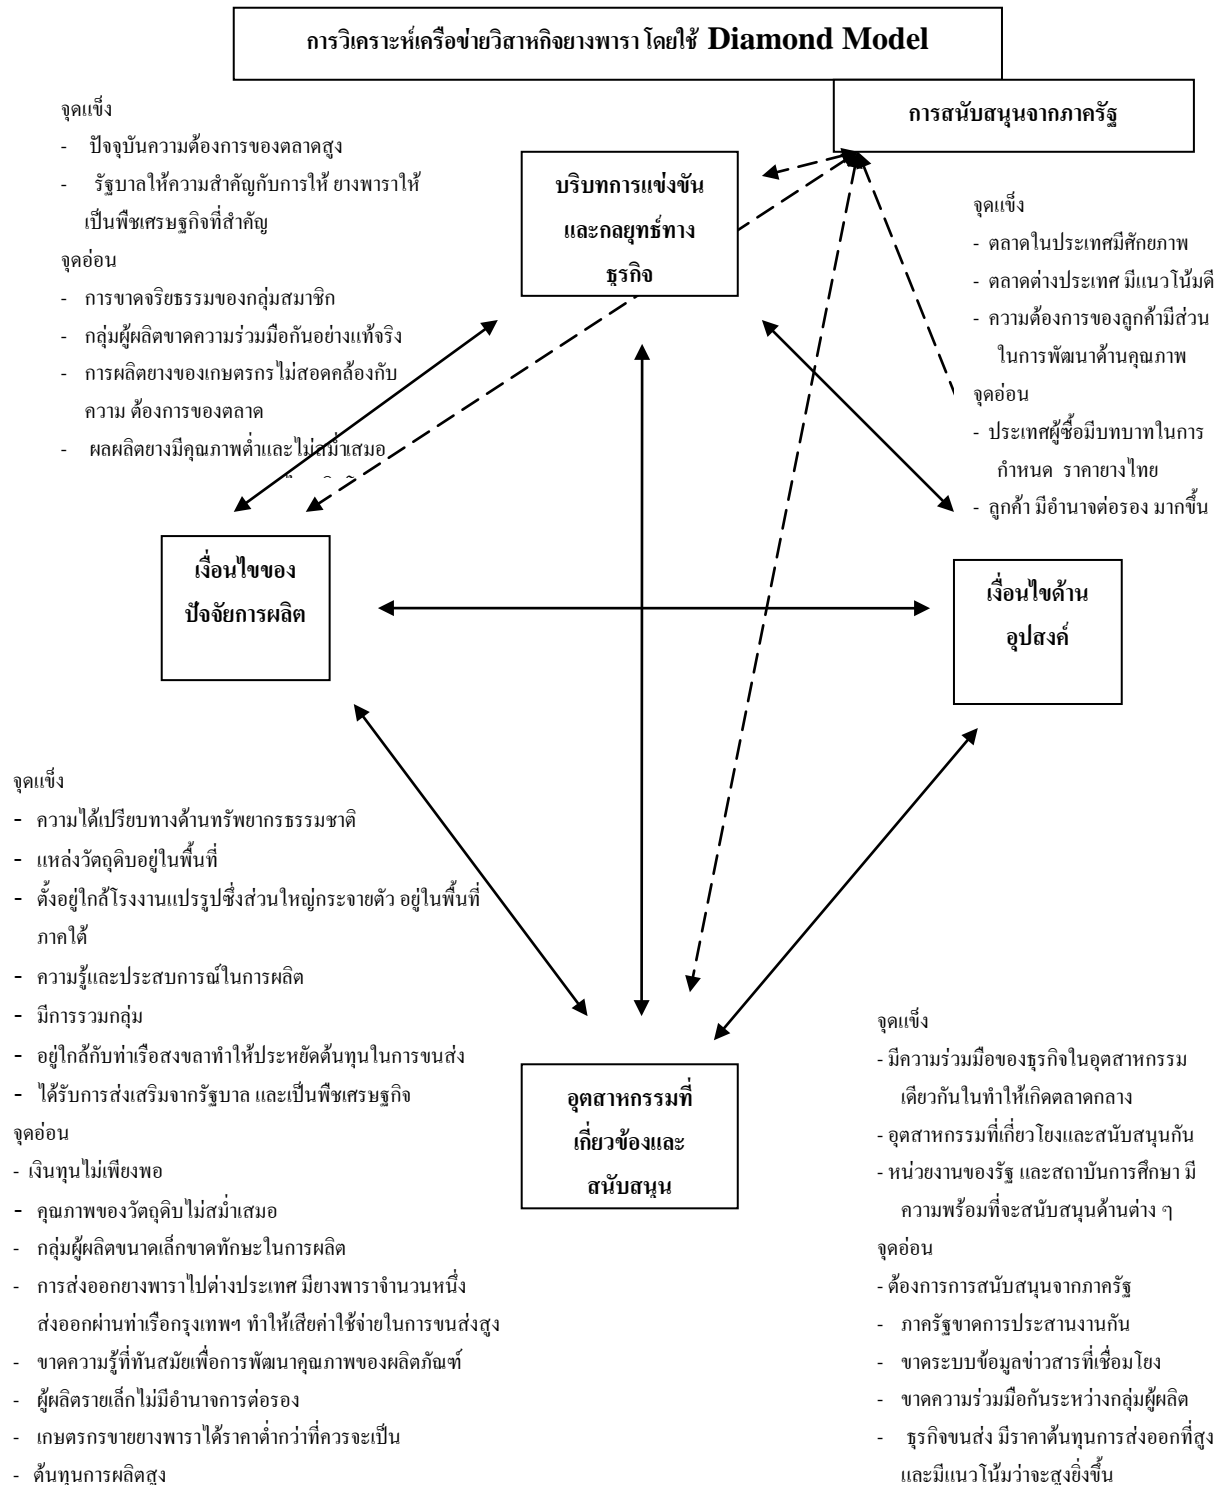 การวิเคราะห์เครือข่ายวิสาหกิจยางพารา โดยใช้ Diamond Model
การสนับสนุนจากภาครัฐ
จุดแข็ง
- ปัจจุบันความต้องการของตลาดสูง
- รัฐบาลให้ความสำคัญกับการให้ ยางพาราให้
เป็นพืชเศรษฐกิจที่สำคัญ
จุดอ่อน
- การขาดจริยธรรมของกลุ่มสมาชิก
- กลุ่มผู้ผลิตขาดความร่วมมือกันอย่างแท้จริง
- การผลิตยางของเกษตรกรไม่สอดคล้องกับ
ความ ต้องการของตลาด
- ผลผลิตยางมีคุณภาพต่ำและไม่สม่ำเสมอ
บริบทการแข่งขัน
และกลยุทธ์ทาง
ธุรกิจ
จุดแข็ง
- ตลาดในประเทศมีศักยภาพ
- ตลาดต่างประเทศ มีแนวโน้มดี
- ความต้องการของลูกค้ามีส่วน
ในการพัฒนาด้านคุณภาพ
จุดอ่อน
- ประเทศผู้ซื้อมีบทบาทในการ
กำหนด ราคายางไทย
- ลูกค้า มีอำนาจต่อรอง มากขึ้น
เงื่อนไขของ
ปัจจัยการผลิต
เงื่อนไขด้าน
อุปสงค์
จุดแข็ง
- ความได้เปรียบทางด้านทรัพยากรธรรมชาติ
- แหล่งวัตถุดิบอยู่ในพื้นที่
- ตั้งอยู่ใกล้โรงงานแปรรูปซึ่งส่วนใหญ่กระจายตัว อยู่ในพื้นที่
ภาคใต้
- ความรู้และประสบการณ์ในการผลิต
- มีการรวมกลุ่ม
- อยู่ใกล้กับท่าเรือสงขลาทำให้ประหยัดต้นทุนในการขนส่ง
- ได้รับการส่งเสริมจากรัฐบาล และเป็นพืชเศรษฐกิจ
จุดอ่อน
- เงินทุนไม่เพียงพอ
- คุณภาพของวัตถุดิบไม่สม่ำเสมอ
- กลุ่มผู้ผลิตขนาดเล็กขาดทักษะในการผลิต
- การส่งออกยางพาราไปต่างประเทศ มียางพาราจำนวนหนึ่ง
ส่งออกผ่านท่าเรือกรุงเทพฯ ทำให้เสียค่าใช้จ่ายในการขนส่งสูง
- ขาดความรู้ที่ทันสมัยเพื่อการพัฒนาคุณภาพของผลิตภัณฑ์
- ผู้ผลิตรายเล็กไม่มีอำนาจการต่อรอง
- เกษตรกรขายยางพาราได้ราคาต่ำกว่าที่ควรจะเป็น
- ต้นทุนการผลิตสูง
อุตสาหกรรมที่
เกี่ยวข้องและ
สนับสนุน
จุดแข็ง
- มีความร่วมมือของธุรกิจในอุตสาหกรรม
เดียวกันในทำให้เกิดตลาดกลาง
- อุตสาหกรรมที่เกี่ยวโยงและสนับสนุนกัน
- หน่วยงานของรัฐ และสถาบันการศึกษา มี
ความพร้อมที่จะสนับสนุนด้านต่าง ๆ
จุดอ่อน
- ต้องการการสนับสนุนจากภาครัฐ
- ภาครัฐขาดการประสานงานกัน
- ขาดระบบข้อมูลข่าวสารที่เชื่อมโยง
- ขาดความร่วมมือกันระหว่างกลุ่มผู้ผลิต
- ธุรกิจขนส่ง มีราคาต้นทุนการส่งออกที่สูง
และมีแนวโน้มว่าจะสูงยิ่งขึ้น